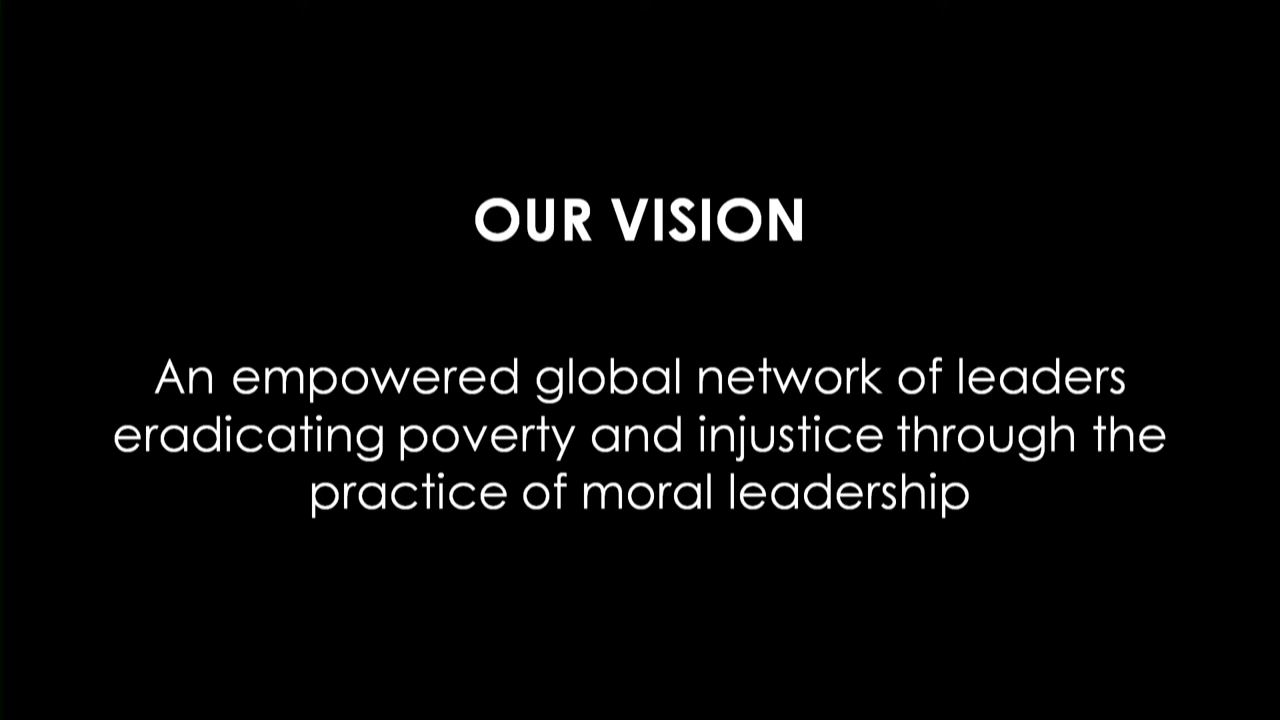 OUR VISION
An empowered global network of leaders
eradicating poverty and injustice through the
practice of moral leadership